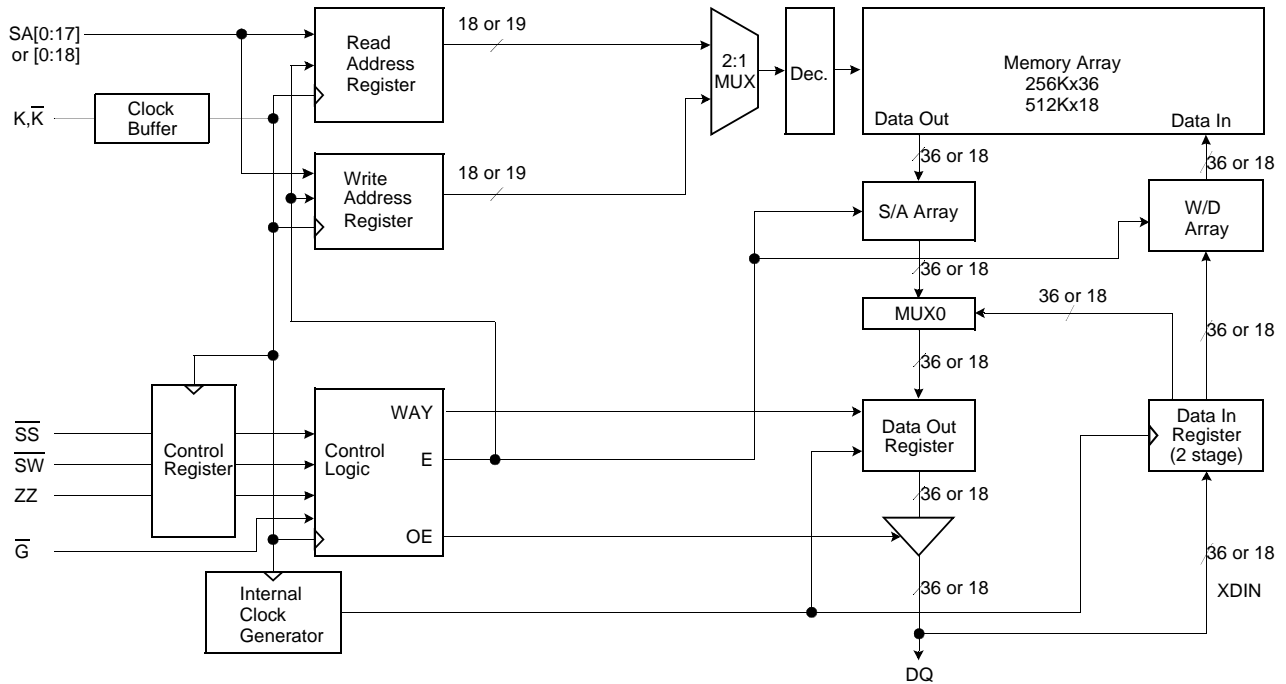 SA[0:17]
or [0:18]
Read
Address
Register
18 or 19
2:1
MUX
Dec.
Memory Array
256Kx36
512Kx18
Data Out
Data In
K,K̅
Clock
Buffer
36 or 18
36 or 18
Write
Address
Register
18 or 19
S/A Array
W/D
Array
36 or 18
36 or 18
MUX0
36 or 18
36 or 18
S̅S̅
S̅W̅
ZZ
G̅
Control
Register
Control
Logic
WAY
E
OE
Data Out
Register
Data In
Register
(2 stage)
36 or 18
36 or 18
XDIN
Internal
Clock
Generator
36 or 18
DQ